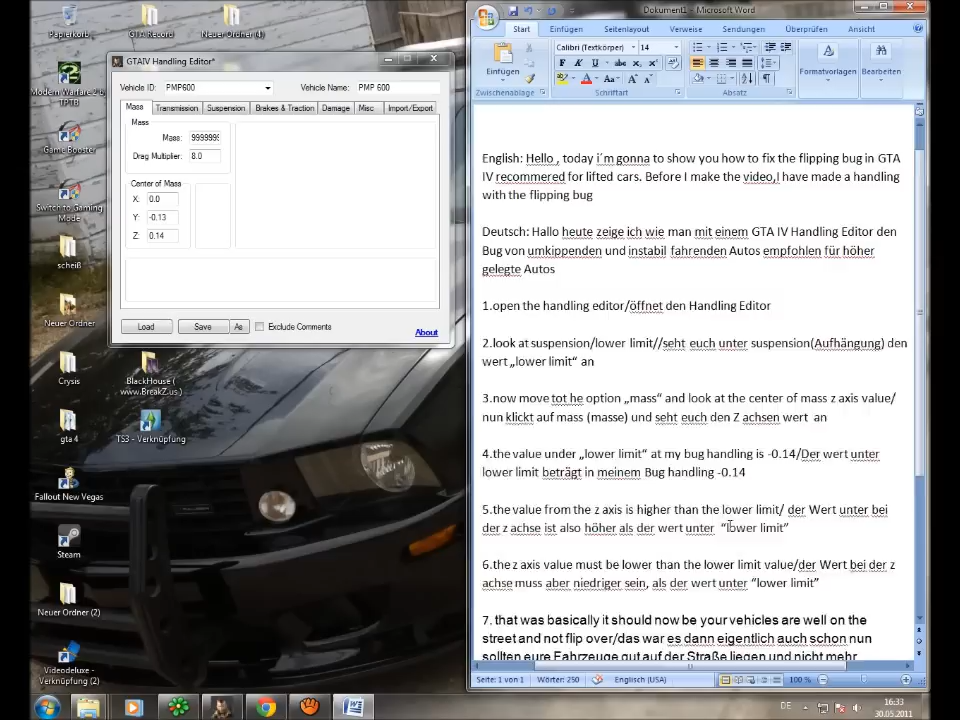 Papierkorb
GTA Record
Neuer Ordner (4)
Modern Warfare 2
TPTB
Game Booster
Switch to Gaming
Mode
scheiß
Neuer Ordner
Crysis
BlackHouse (
www.BreakZ.us )
gta 4
TS3 - Verknüpfung
Fallout New Vegas
Steam
Neuer Ordner (2)
Videodeluxe -
Verknüpfung (2)
GTAIV Handling Editor*
Vehicle ID: PMP600 Vehicle Name: PMP 600
Mass Transmission Suspension Brakes & Traction Damage Misc Import/Export
Mass
Mass: 9999999
Drag Multiplier: 8.0
Center of Mass
X: 0.0
Y: -0.13
Z: 0.14
Load Save As Exclude Comments About
Dokument1 - Microsoft Word
Start Einfügen Seitenlayout Verweise Sendungen Überprüfen Ansicht
Calibri (Textkörper) 14
Einfügen Formatvorlagen Bearbeiten
Zwischenablage Schriftart Absatz
English: Hello , today i´m gonna to show you how to fix the flipping bug in GTA
IV recommered for lifted cars. Before I make the video,I have made a handling
with the flipping bug
Deutsch: Hallo heute zeige ich wie man mit einem GTA IV Handling Editor den
Bug von umkippenden und instabil fahrenden Autos empfohlen für höher
gelegte Autos
1.open the handling editor/öffnet den Handling Editor
2.look at suspension/lower limit//seht euch unter suspension(Aufhängung) den
wert „lower limit“ an
3.now move tot he option „mass“ and look at the center of mass z axis value/
nun klickt auf mass (masse) und seht euch den Z achsen wert an
4.the value under „lower limit“ at my bug handling is -0.14/Der wert unter
lower limit beträgt in meinem Bug handling -0.14
5.the value from the z axis is higher than the lower limit/ der Wert unter bei
der z achse ist also höher als der wert unter “lower limit”
6.the z axis value must be lower than the lower limit value/der Wert bei der z
achse muss aber niedriger sein, als der wert unter “lower limit”
7. that was basically it should now be your vehicles are well on the
street and not flip over/das war es dann eigentlich auch schon nun
sollten eure Fahrzeuge gut auf der Straße liegen und nicht mehr
Seite: 1 von 1 Wörter: 250 Englisch (USA) 100 %
DE 16:33
30.05.2011